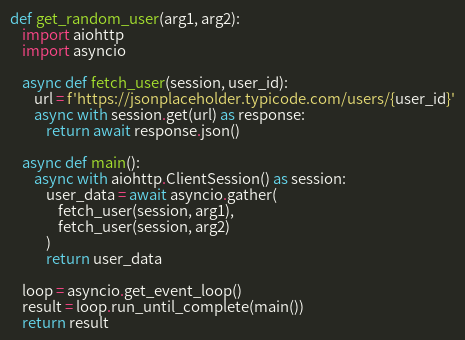 def get_random_user(arg1, arg2):
    import aiohttp
    import asyncio

    async def fetch_user(session, user_id):
        url = f'https://jsonplaceholder.typicode.com/users/{user_id}'
        async with session.get(url) as response:
            return await response.json()

    async def main():
        async with aiohttp.ClientSession() as session:
            user_data = await asyncio.gather(
                fetch_user(session, arg1),
                fetch_user(session, arg2)
            )
            return user_data

    loop = asyncio.get_event_loop()
    result = loop.run_until_complete(main())
    return result